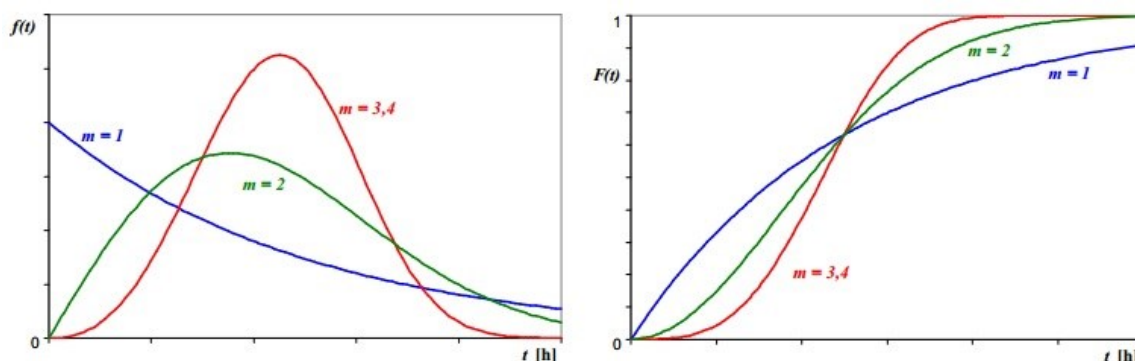 f(t)
m = 1
m = 3,4
m = 2
0
t [h]
1
F(t)
m = 2
m = 1
m = 3,4
0
t [h]